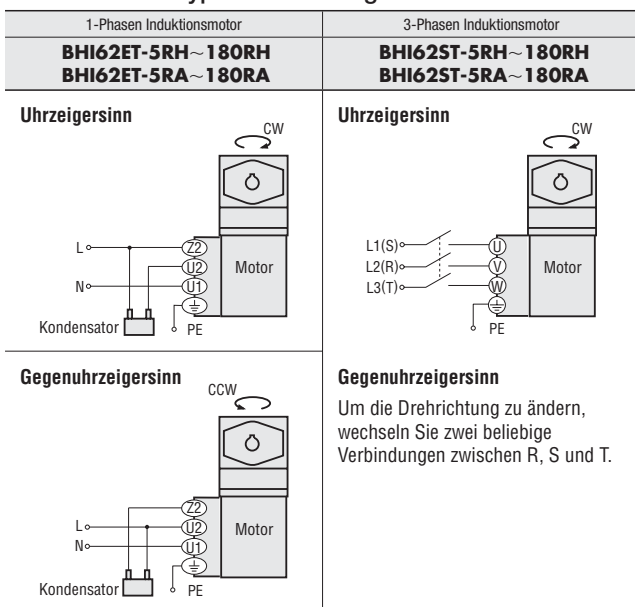 1-Phasen Induktionsmotor
3-Phasen Induktionsmotor
BHI62ET-5RH~180RH
BHI62ET-5RA~180RA
BHI62ST-5RH~180RH
BHI62ST-5RA~180RA
Uhrzeigersinn
CW
L
N
Z2
U2
U1
Motor
Kondensator
PE
Uhrzeigersinn
CW
L1(S)
L2(R)
L3(T)
U
V
W
Motor
PE
Gegenuhrzeigersinn
CCW
L
N
Z2
U2
U1
Motor
Kondensator
PE
Gegenuhrzeigersinn
Um die Drehrichtung zu ändern,
wechseln Sie zwei beliebige
Verbindungen zwischen R, S und T.